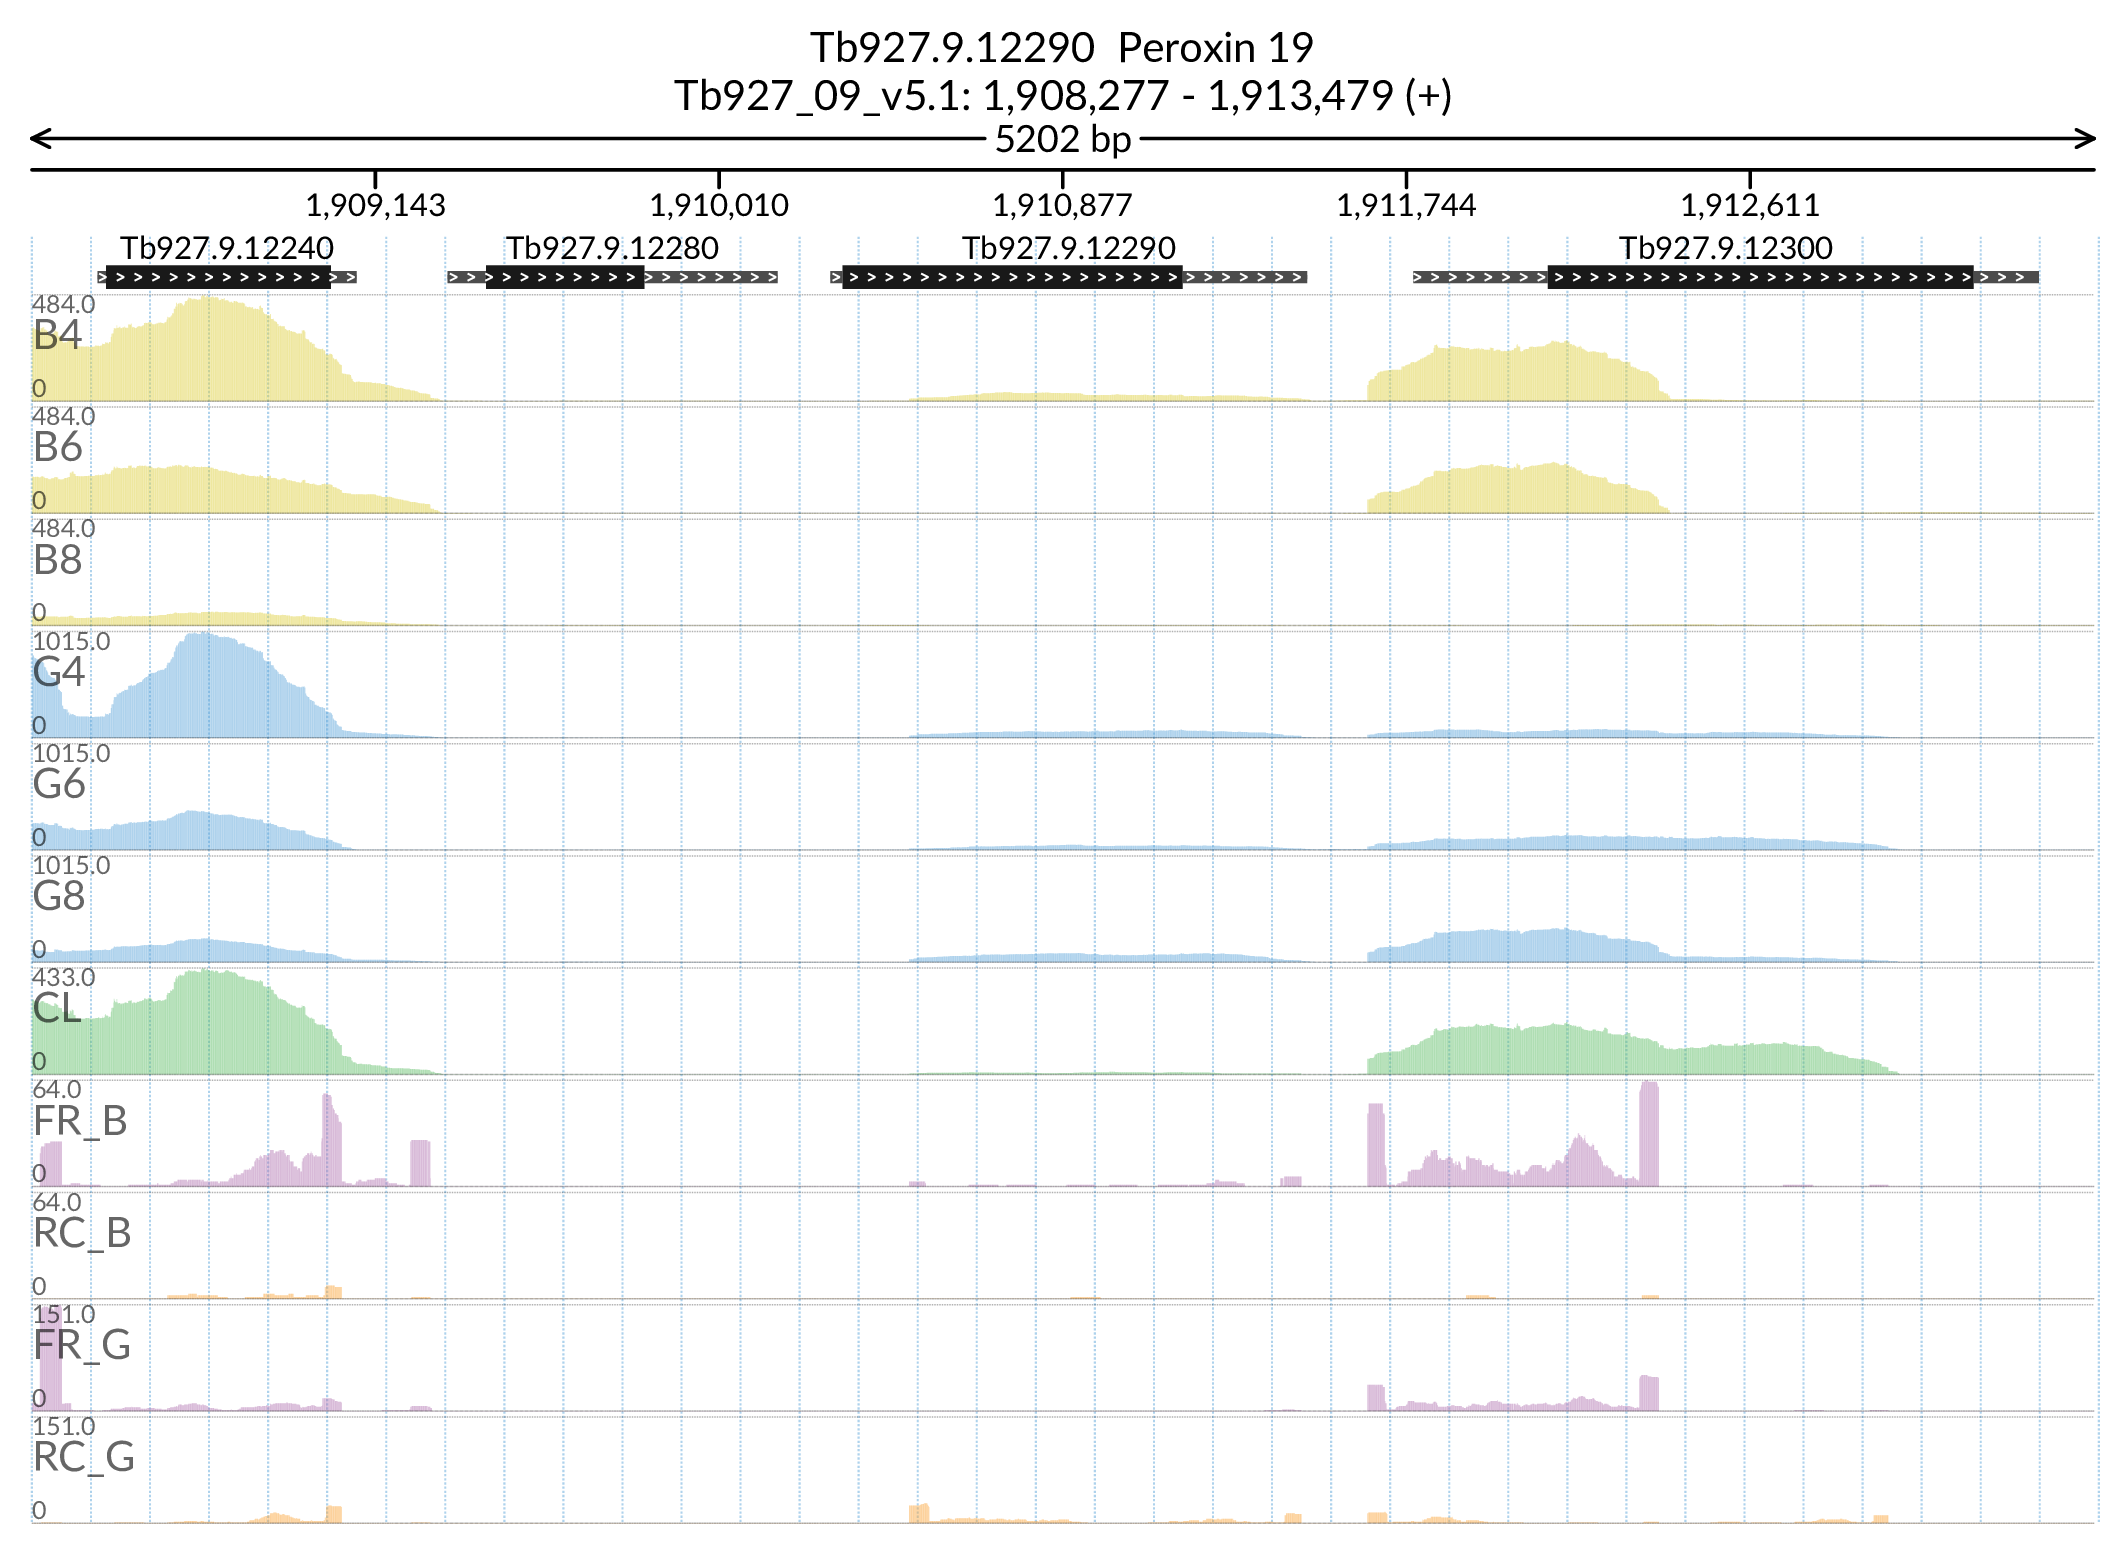 Tb927.9.12290  Peroxin 19
Tb927_09_v5.1: 1,908,277 - 1,913,479 (+)
5202 bp
1,909,143 1,910,010 1,910,877 1,911,744 1,912,611
Tb927.9.12240 Tb927.9.12280 Tb927.9.12290 Tb927.9.12300
484.0
B4
0
484.0
B6
0
484.0
B8
0
1015.0
G4
0
1015.0
G6
0
1015.0
G8
0
433.0
CL
0
64.0
FR_B
0
64.0
RC_B
0
151.0
FR_G
0
151.0
RC_G
0